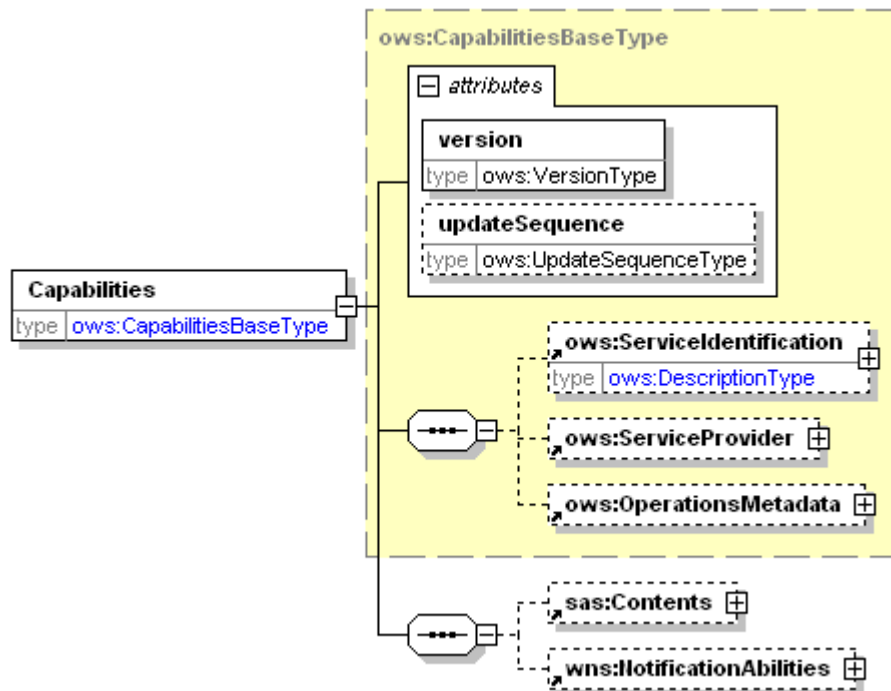 ows:CapabilitiesBaseType
attributes
version
type ows:VersionType
updateSequence
type ows:UpdateSequenceType
Capabilities
type ows:CapabilitiesBaseType
ows:ServiceIdentification
type ows:DescriptionType
ows:ServiceProvider
ows:OperationsMetadata
sas:Contents
wns:NotificationAbilities